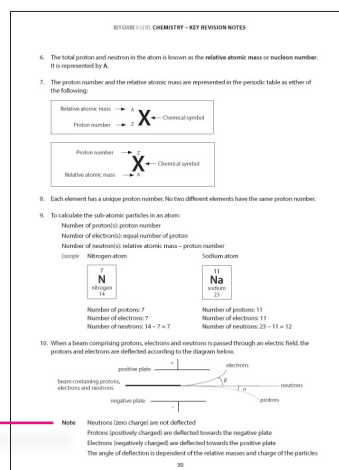 KEY GUIDE O-LEVEL CHEMISTRY – KEY REVISION NOTES
6. The total proton and neutron in the atom is known as the relative atomic mass or nucleon number.
It is represented by A.
7. The proton number and the relative atomic mass are represented in the periodic table as either of
the following:
Relative atomic mass A
X Chemical symbol
Proton number Z
Proton number Z
X Chemical symbol
Relative atomic mass A
8. Each element has a unique proton number. No two different elements have the same proton number.
9. To calculate the sub-atomic particles in an atom:
Number of proton(s): proton number
Number of electron(s): equal number of proton
Number of neutron(s): relative atomic mass – proton number
Example Nitrogen atom Sodium atom
7 11
N Na
nitrogen sodium
14 23
Number of protons: 7 Number of protons: 11
Number of electrons: 7 Number of electrons: 11
Number of neutrons: 14 – 7 = 7 Number of neutrons: 23 – 11 = 12
10. When a beam comprising protons, electrons and neutrons is passed through an electric field, the
protons and electrons are deflected according to the diagram below.
+
positive plate electrons
beam containing protons, β
electrons and neutrons neutrons
α
protons
negative plate
–
Note Neutrons (zero charge) are not deflected
Protons (positively charged) are deflected towards the negative plate
Electrons (negatively charged) are deflected towards the positive plate
The angle of deflection is dependent of the relative masses and charge of the particles
30